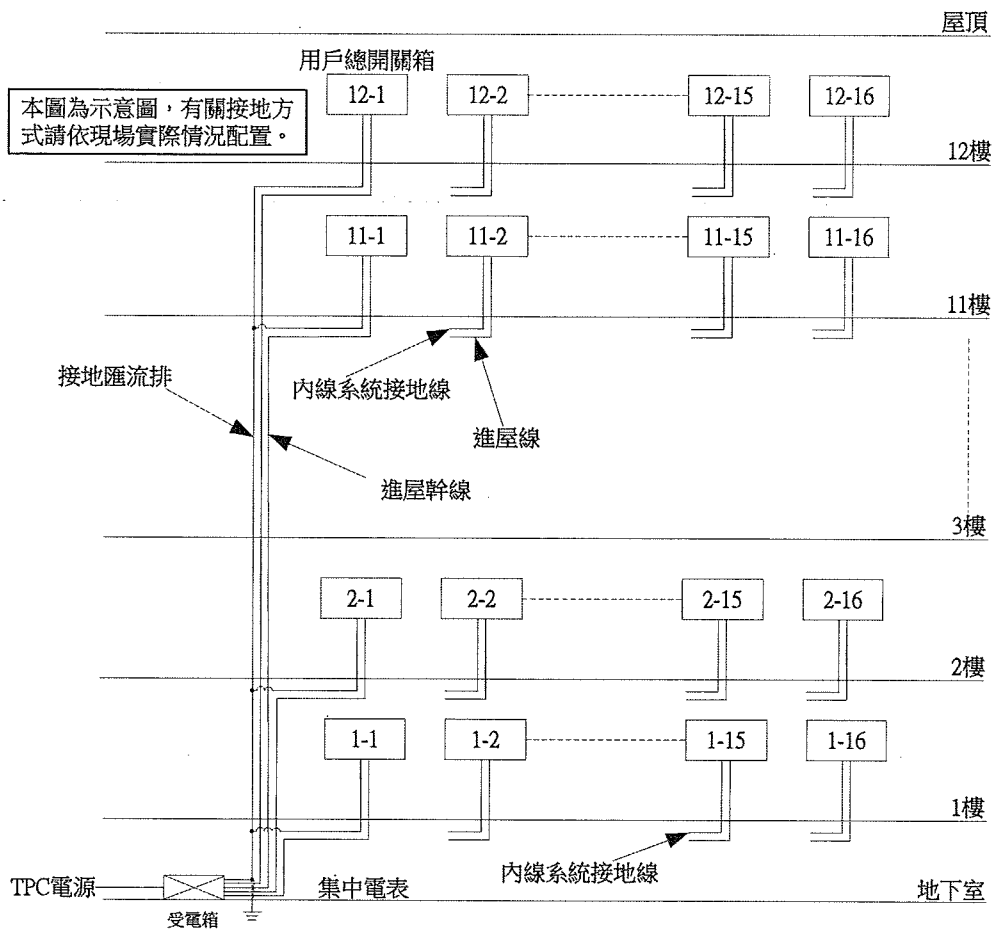 屋頂
用戶總開關箱
12-1
12-2
12-15
12-16
本圖為示意圖，有關接地方
式請依現場實際情況配置。
12樓
11-1
11-2
11-15
11-16
11樓
接地匯流排
內線系統接地線
進屋線
進屋幹線
3樓
2-1
2-2
2-15
2-16
2樓
1-1
1-2
1-15
1-16
1樓
內線系統接地線
TPC電源
集中電表
地下室
受電箱